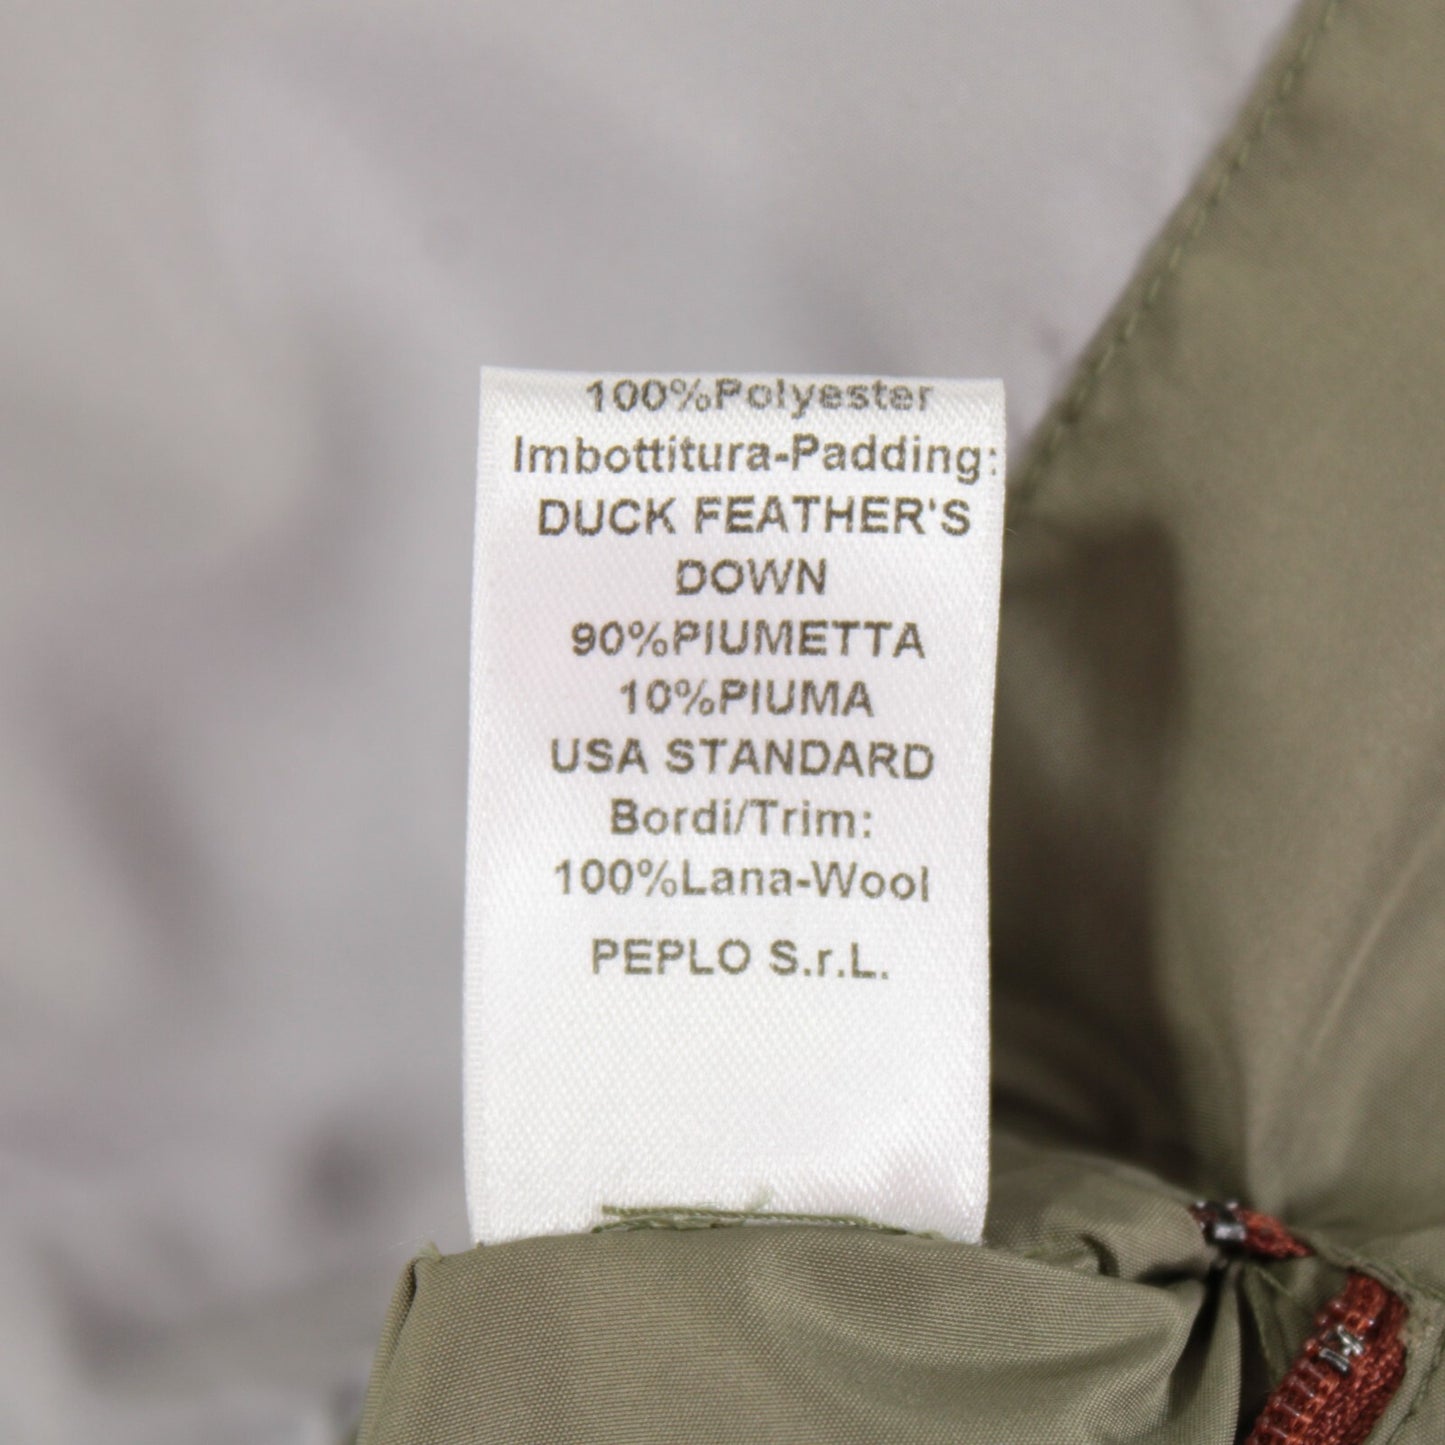 100%Polyester
Imbottitura-Padding:
DUCK FEATHER'S
DOWN
90%PIUMETTA
10%PIUMA
USA STANDARD
Bordi/Trim:
100%Lana-Wool
PEPLO S.r.L.